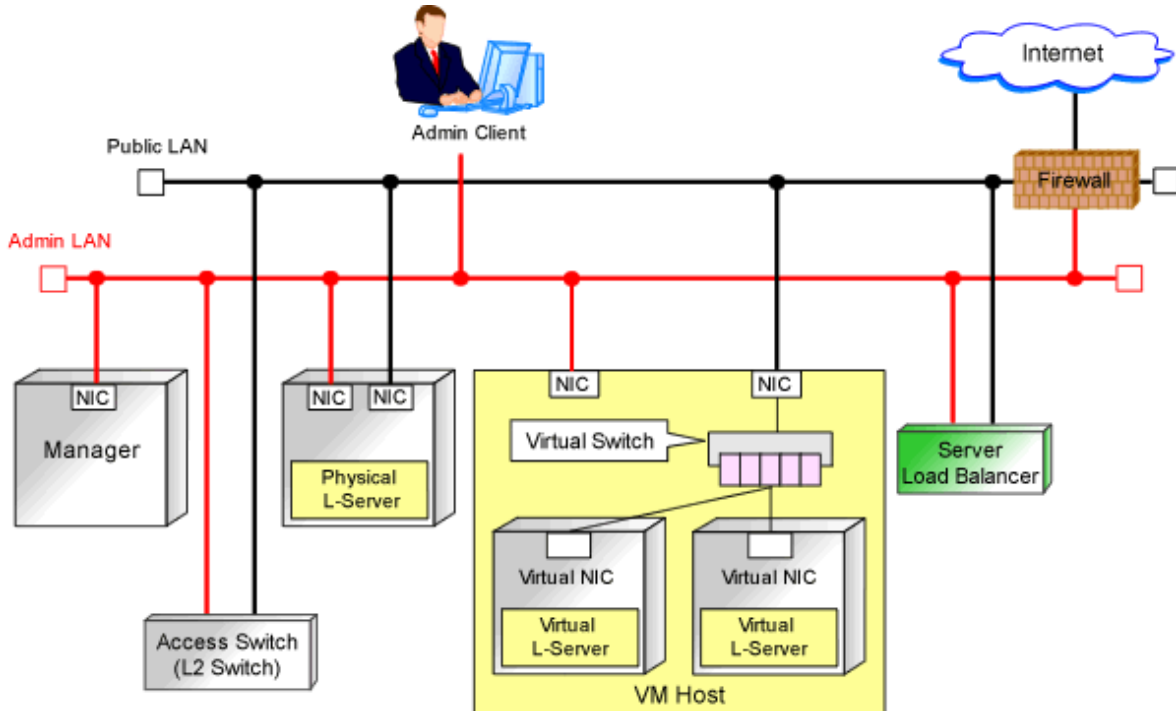 Internet
Admin Client
Public LAN
Firewall
Admin LAN
NIC
Manager
NIC
NIC
Physical
L-Server
NIC
NIC
Virtual Switch
Server
Load Balancer
Virtual NIC
Virtual
L-Server
Virtual NIC
Virtual
L-Server
Access Switch
(L2 Switch)
VM Host